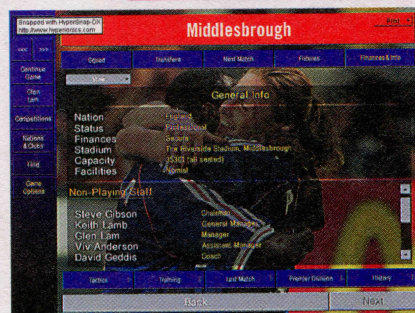 Snapped with HyperSnap-DX
http://www.hyperionics.com
Middlesbrough
Print
<<< >>>
Squad Transfers Next Match Fixtures Finances & Info
Continue
Game
View
Glen
Lam
General Info
Competitions
Nation England
Status Professional
Finances Secure
Nations
& Clubs
Stadium The Riverside Stadium, Middlesbrough
Capacity (all seated)
Find
Facilities Normal
Game
Options
Non-Playing Staff
Steve Gibson Chairman
Keith Lamb General Manager
Glen Lam Manager
Viv Anderson Assistant Manager
David Geddis Coach
Tactics Training Last Match Premier Division History
Back Next